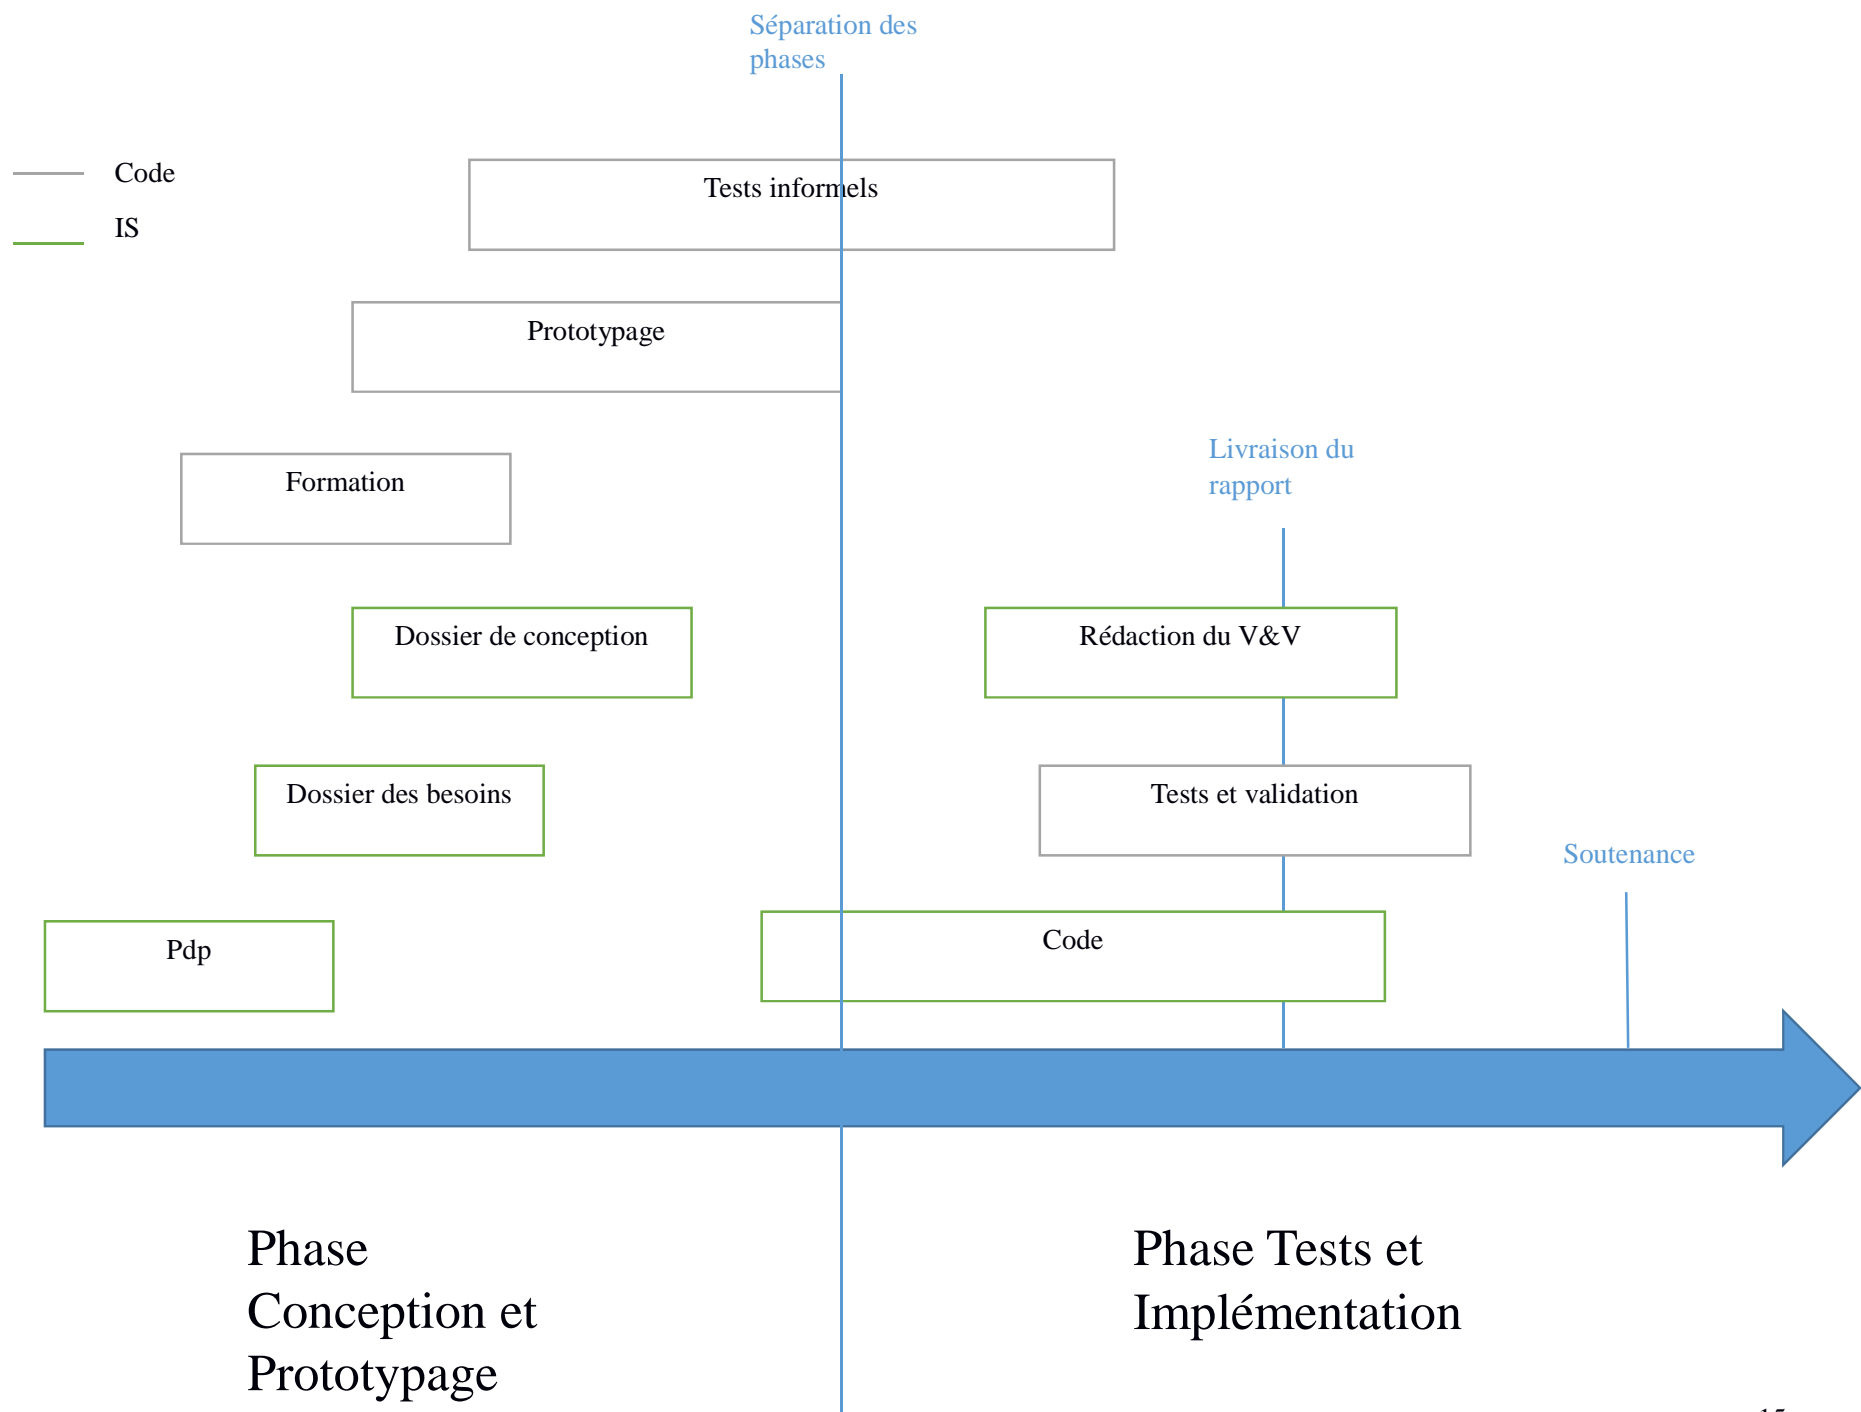 Séparation des
phases
Code
IS
Tests informels
Prototypage
Formation
Livraison du
rapport
Dossier de conception
Rédaction du V&V
Dossier des besoins
Tests et validation
Soutenance
Pdp
Code
Phase
Conception et
Prototypage
Phase Tests et
Implémentation